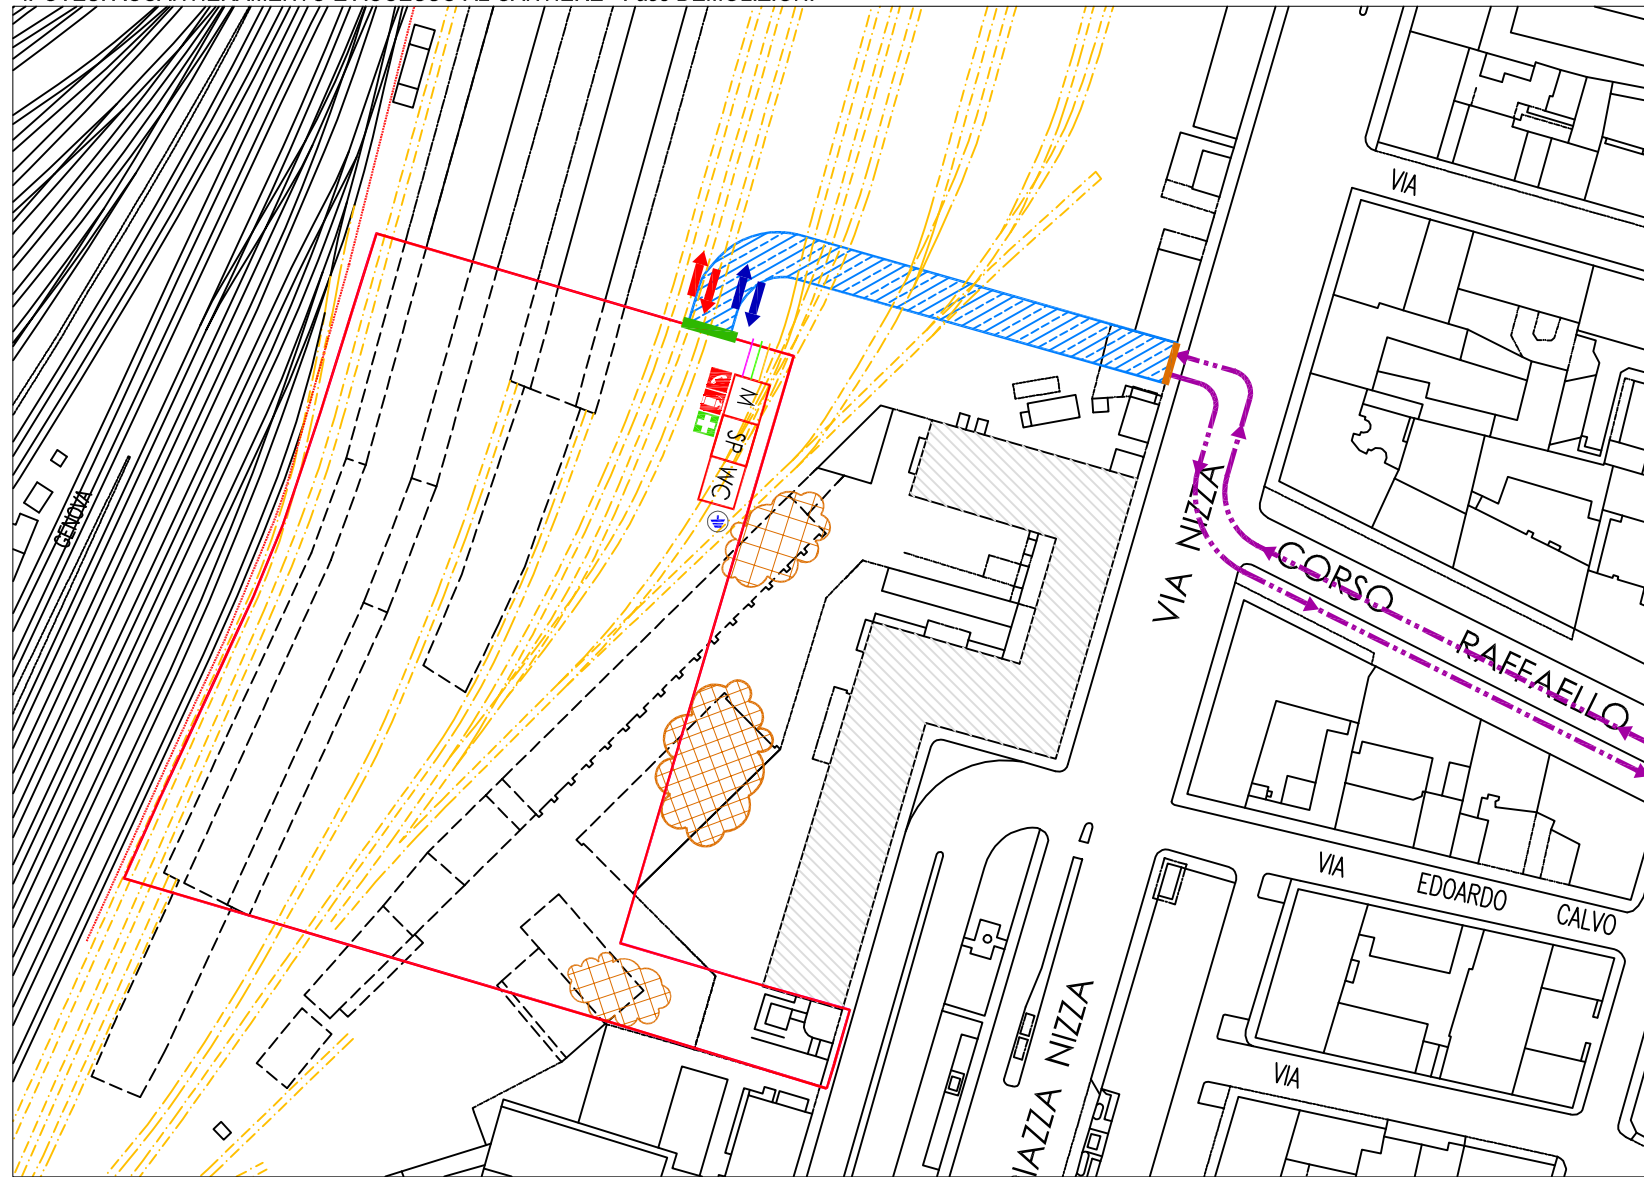 VIA
M
SP
WC
GENOVA
VIA NIZZA
CORSO RAFFAELLO
VIA EDOARDO CALVO
PIAZZA NIZZA
VIA